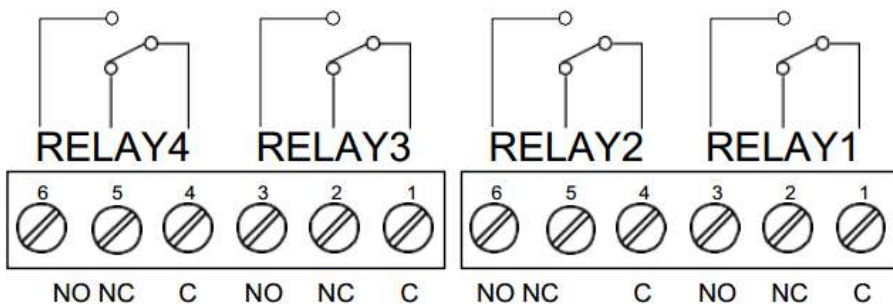 RELAY4 RELAY3 RELAY2 RELAY1
6 5 4 3 2 1 6 5 4 3 2 1
NO NC C NO NC C NO NC C NO NC C